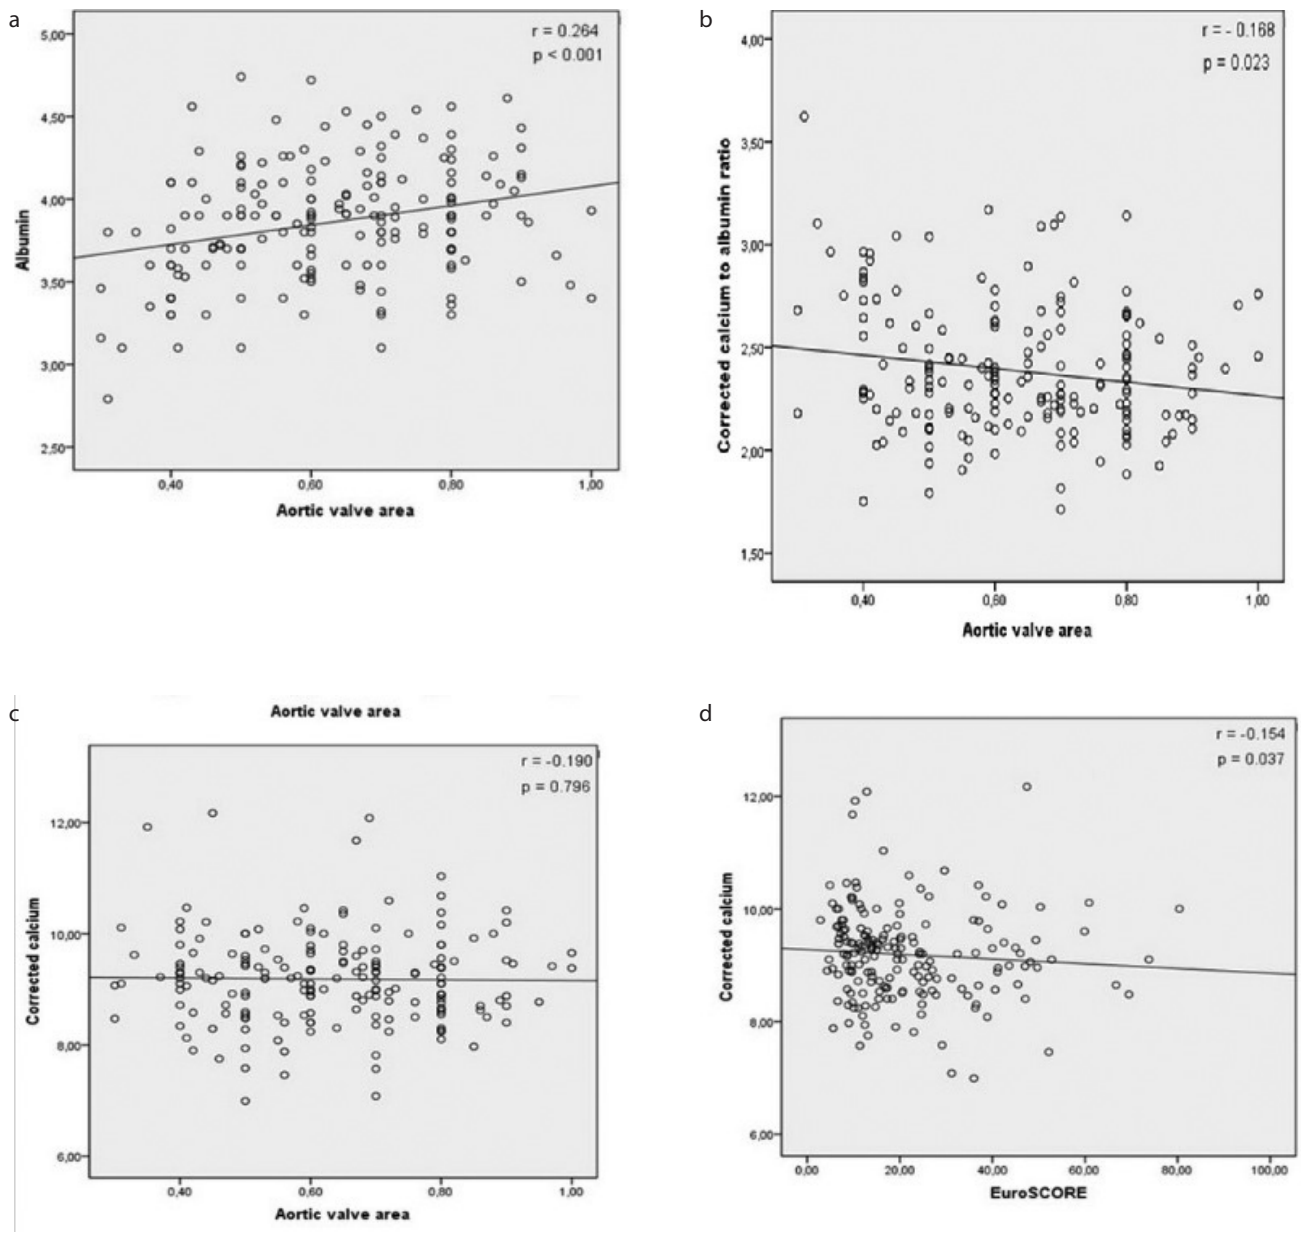 a
r = 0.264
p < 0.001
5,00
4,50
4,00
3,50
3,00
2,50
Albumin
0,40
0,60
0,80
1,00
Aortic valve area
b
r = - 0.168
p = 0.023
4,00
3,50
3,00
2,50
2,00
1,50
Corrected calcium to albumin ratio
0,40
0,60
0,80
1,00
Aortic valve area
c
Aortic valve area
r = -0.190
p = 0.796
12,00
10,00
8,00
6,00
Corrected calcium
0,40
0,60
0,80
1,00
Aortic valve area
d
r = -0.154
p = 0.037
12,00
10,00
8,00
6,00
Corrected calcium
0,00
20,00
40,00
60,00
80,00
100,00
EuroSCORE